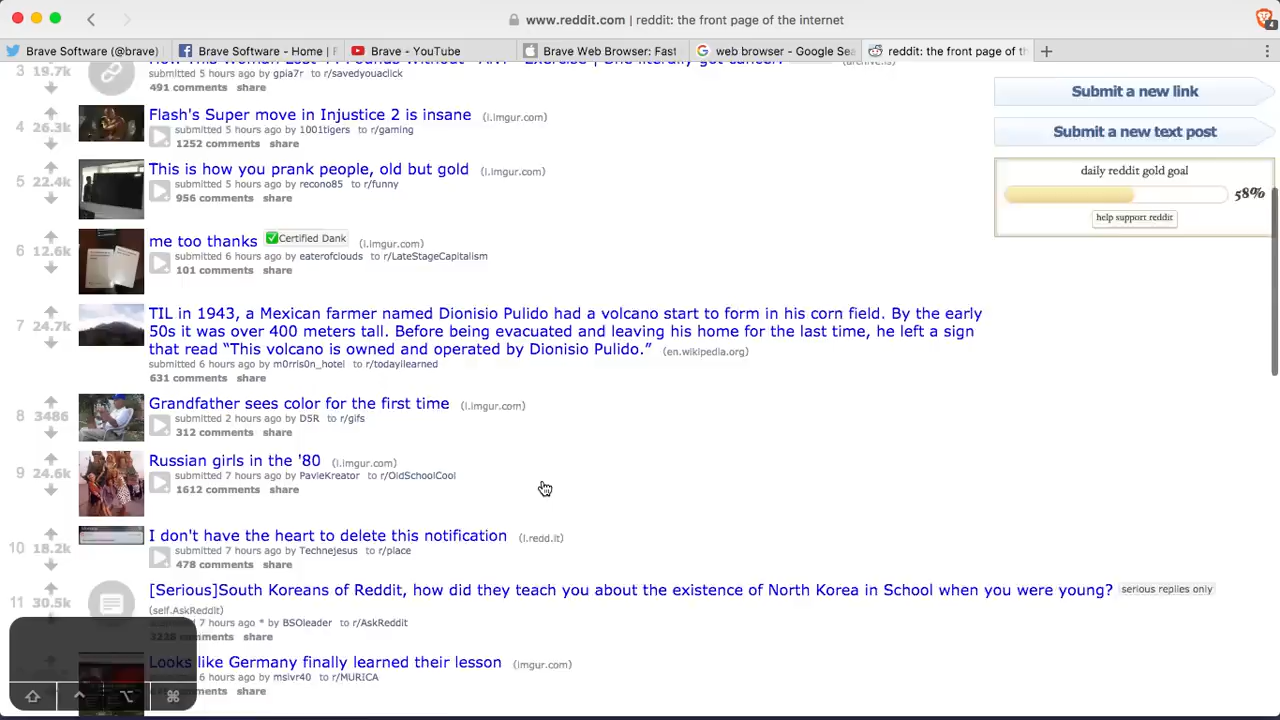 www.reddit.com | reddit: the front page of the internet
4
Brave Software (@brave)
Brave Software - Home | F
Brave - YouTube
Brave Web Browser: Fast
web browser - Google Sea
reddit: the front page of th
3 19.7k
submitted 5 hours ago by gpia7r to r/savedyouaclick
491 comments share
Submit a new link
4 26.3k
Flash's Super move in Injustice 2 is insane (i.imgur.com)
submitted 5 hours ago by 1001tigers to r/gaming
1252 comments share
Submit a new text post
5 22.4k
This is how you prank people, old but gold (i.imgur.com)
submitted 5 hours ago by recono85 to r/funny
956 comments share
daily reddit gold goal
58%
help support reddit
6 12.6k
me too thanks ✅Certified Dank (i.imgur.com)
submitted 6 hours ago by eaterofclouds to r/LateStageCapitalism
101 comments share
7 24.7k
TIL in 1943, a Mexican farmer named Dionisio Pulido had a volcano start to form in his corn field. By the early
50s it was over 400 meters tall. Before being evacuated and leaving his home for the last time, he left a sign
that read “This volcano is owned and operated by Dionisio Pulido.” (en.wikipedia.org)
submitted 6 hours ago by m0rris0n_hotel to r/todayilearned
631 comments share
8 3486
Grandfather sees color for the first time (i.imgur.com)
submitted 2 hours ago by D5R to r/gifs
312 comments share
9 24.6k
Russian girls in the '80 (i.imgur.com)
submitted 7 hours ago by PavleKreator to r/OldSchoolCool
1612 comments share
10 18.2k
I don't have the heart to delete this notification (i.redd.it)
submitted 7 hours ago by Technejesus to r/place
478 comments share
11 30.5k
[Serious]South Koreans of Reddit, how did they teach you about the existence of North Korea in School when you were young? serious replies only
(self.AskReddit)
7 hours ago * by BSOleader to r/AskReddit
comments share
Looks like Germany finally learned their lesson (imgur.com)
6 hours ago by msivr40 to r/MURICA
share